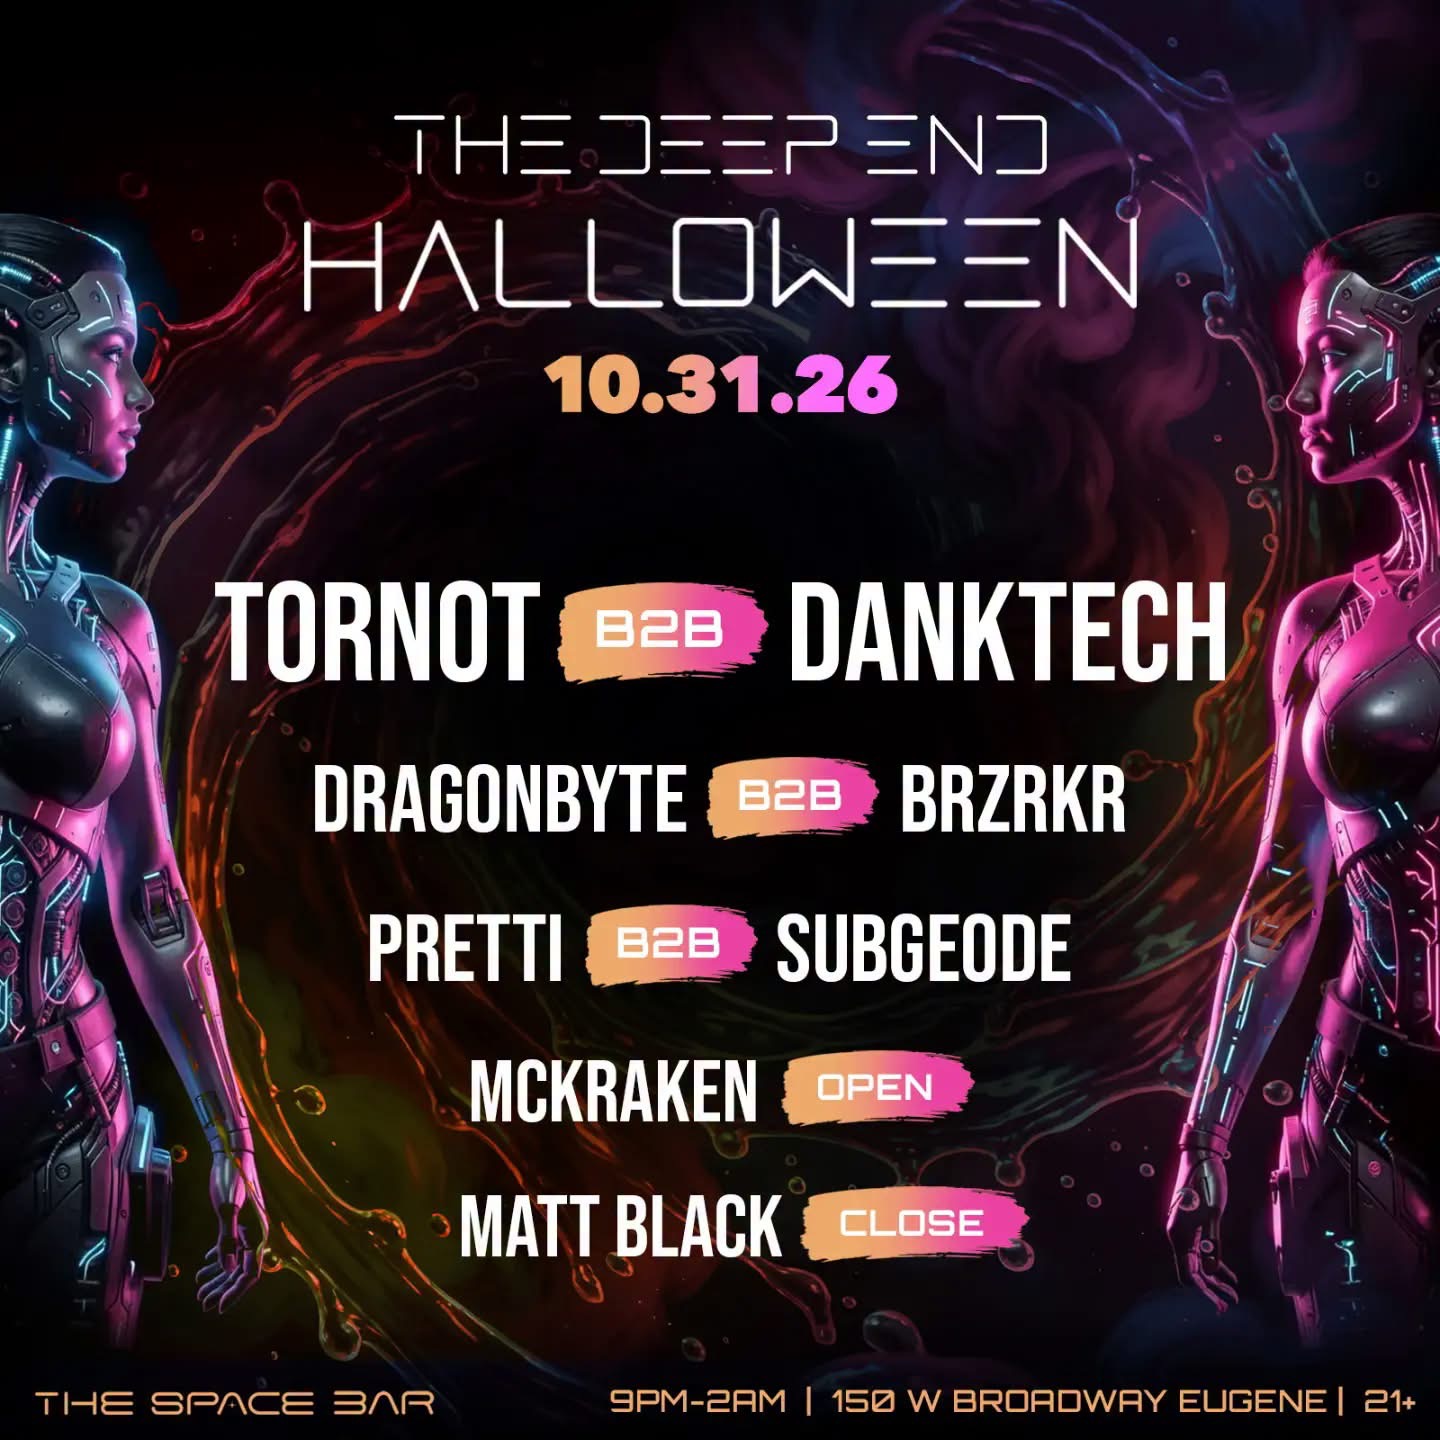 THE DEEP END
HALLOWEEN
10.31.26
TORNOT B2B DANKTECH
DRAGONBYTE B2B BRZRKR
PRETTI B2B SUBGEODE
MCKRAKEN OPEN
MATT BLACK CLOSE
THE SPACE BAR 9PM-2AM | 150 W BROADWAY EUGENE | 21+